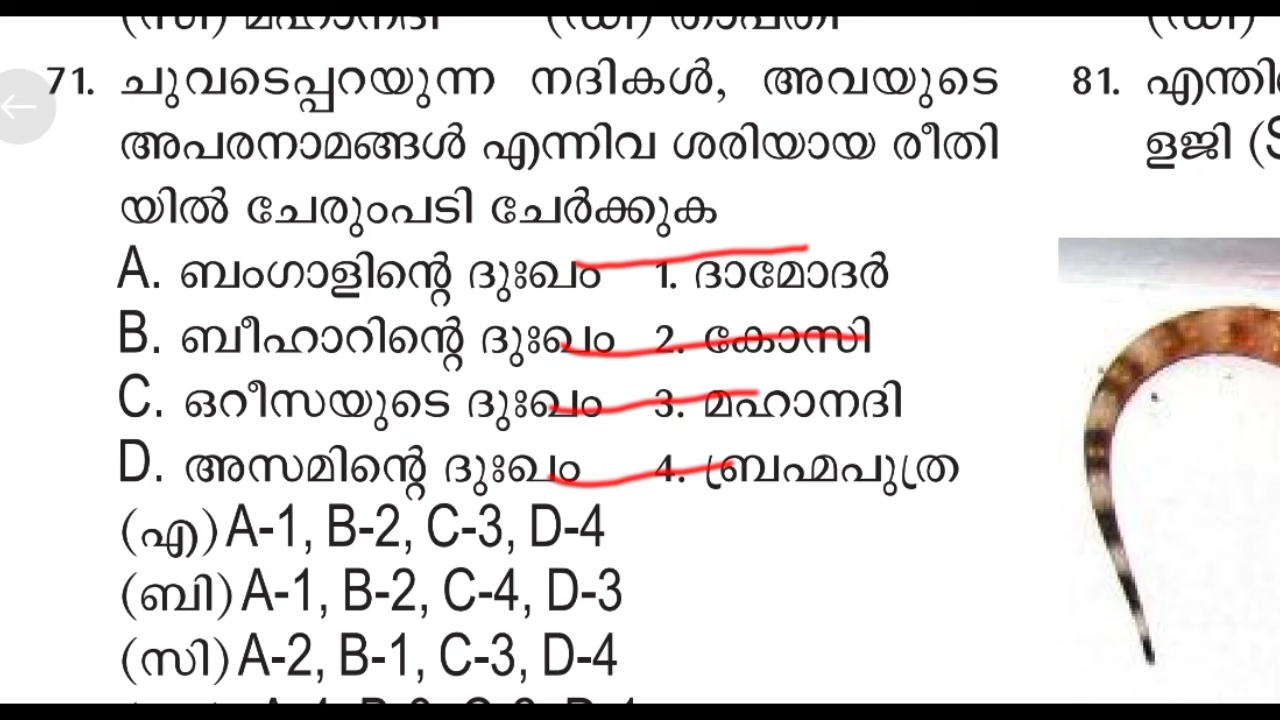 (സി) മഹാനദി (ഡി) താപ്തി
(ഡി)
71. ചുവടെപ്പറയുന്ന നദികൾ, അവയുടെ
അപരനാമങ്ങൾ എന്നിവ ശരിയായ രീതി
യിൽ ചേരുംപടി ചേർക്കുക
A. ബംഗാളിന്റെ ദുഃഖം 1. ദാമോദർ
B. ബീഹാറിന്റെ ദുഃഖം 2. കോസി
C. ഒറീസയുടെ ദുഃഖം 3. മഹാനദി
D. അസമിന്റെ ദുഃഖം 4. ബ്രഹ്മപുത്ര
(എ) A-1, B-2, C-3, D-4
(ബി) A-1, B-2, C-4, D-3
(സി) A-2, B-1, C-3, D-4
81. എന്തി
ളജി (S